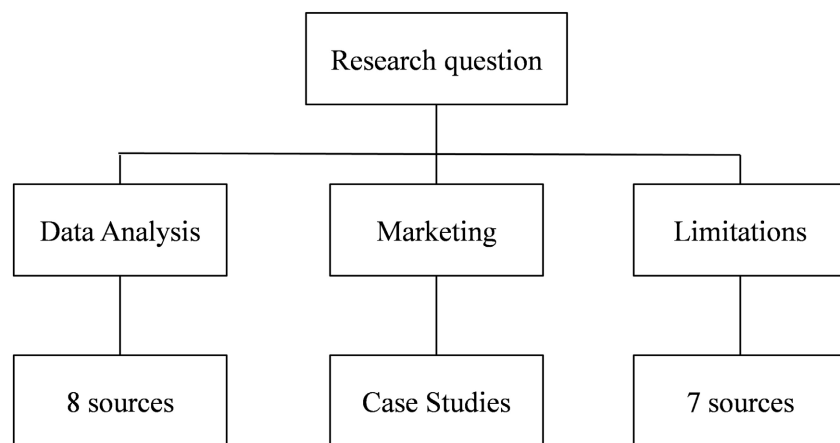 Research question
Data Analysis
Marketing
Limitations
8 sources
Case Studies
7 sources